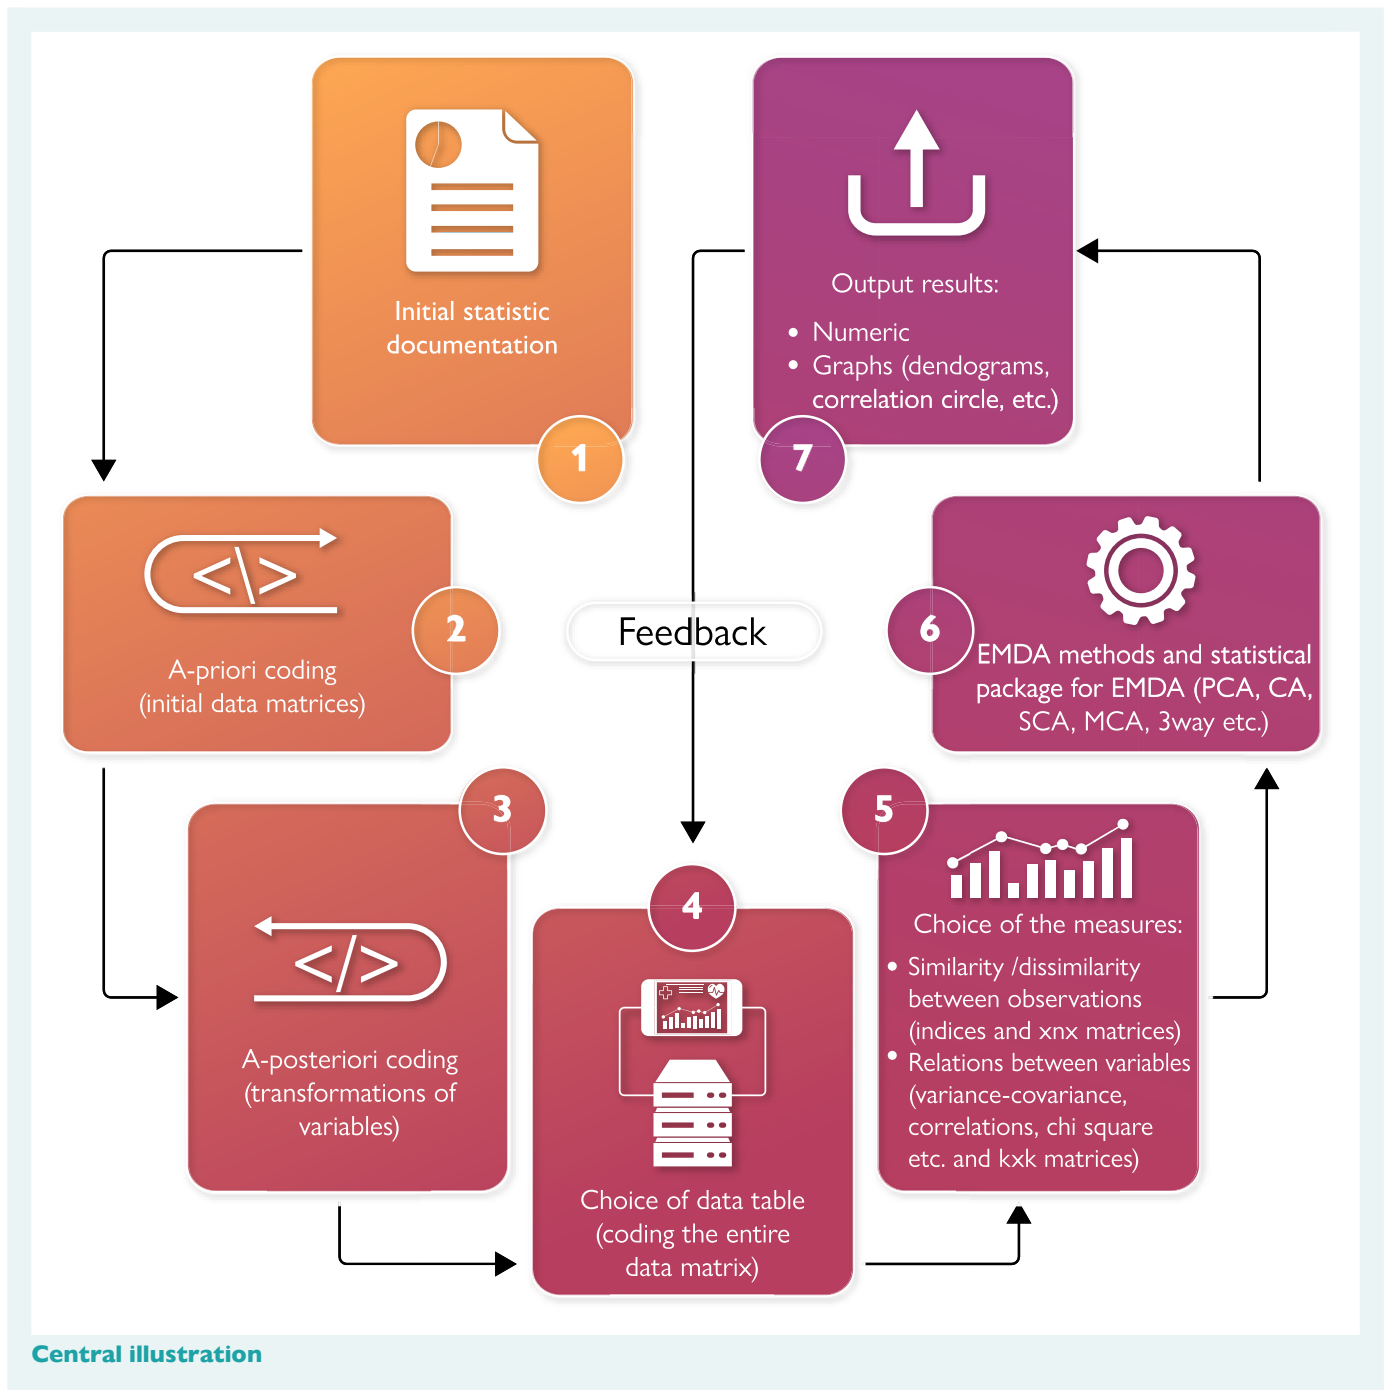 Initial statistic
documentation
1
A-priori coding
(initial data matrices)
2
3
A-posteriori coding
(transformations of
variables)
4
Choice of data table
(coding the entire
data matrix)
5
Choice of the measures:
• Similarity /dissimilarity
between observations
(indices and xnx matrices)
• Relations between variables
(variance-covariance,
correlations, chi square
etc. and kxk matrices)
6
EMDA methods and statistical
package for EMDA (PCA, CA,
SCA, MCA, 3way etc.)
Output results:
• Numeric
• Graphs (dendograms,
correlation circle, etc.)
7
Feedback
Central illustration